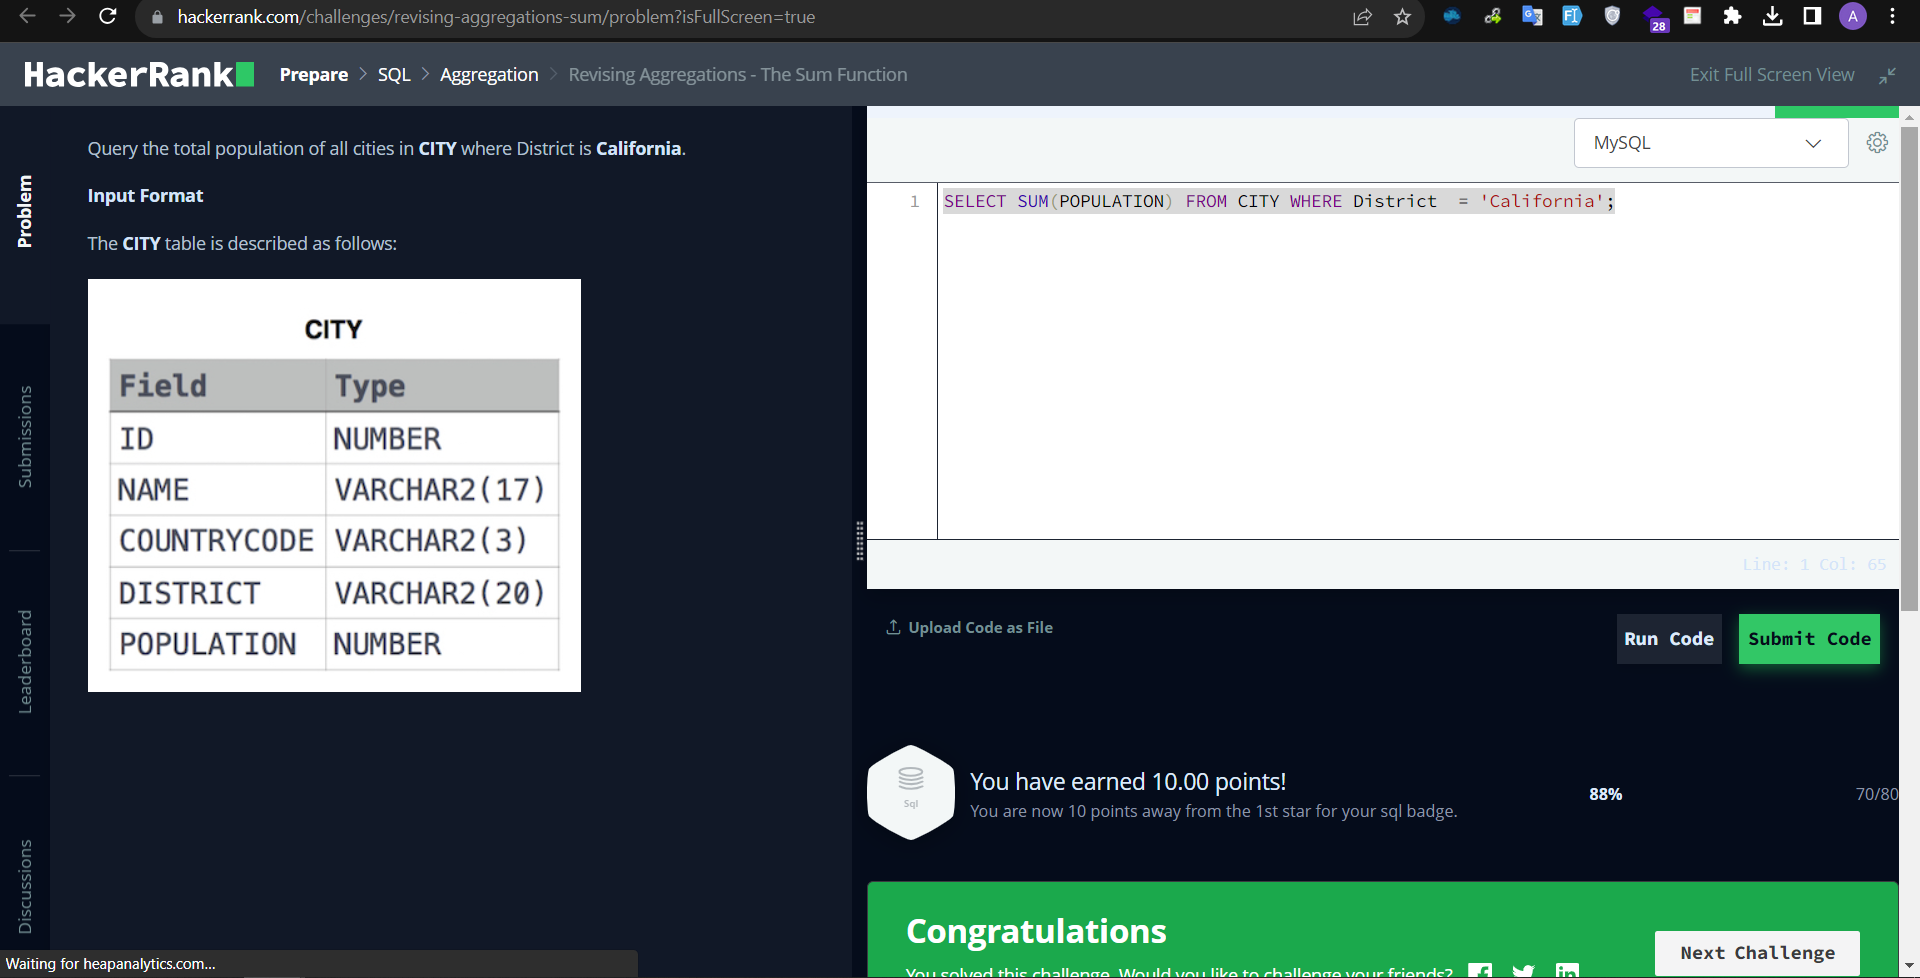 hackerrank.com/challenges/revising-aggregations-sum/problem?isFullScreen=true
28
A
HackerRank
Prepare > SQL > Aggregation > Revising Aggregations - The Sum Function
Exit Full Screen View
Problem
Submissions
Leaderboard
Discussions
Query the total population of all cities in CITY where District is California.
Input Format
The CITY table is described as follows:
CITY
Field Type
ID NUMBER
NAME VARCHAR2(17)
COUNTRYCODE VARCHAR2(3)
DISTRICT VARCHAR2(20)
POPULATION NUMBER
MySQL
1 SELECT SUM(POPULATION) FROM CITY WHERE District  = 'California';
Line: 1 Col: 65
Upload Code as File
Run Code
Submit Code
Sql
You have earned 10.00 points!
You are now 10 points away from the 1st star for your sql badge.
88%
70/80
Congratulations
You solved this challenge. Would you like to challenge your friends?
Next Challenge
Waiting for heapanalytics.com...